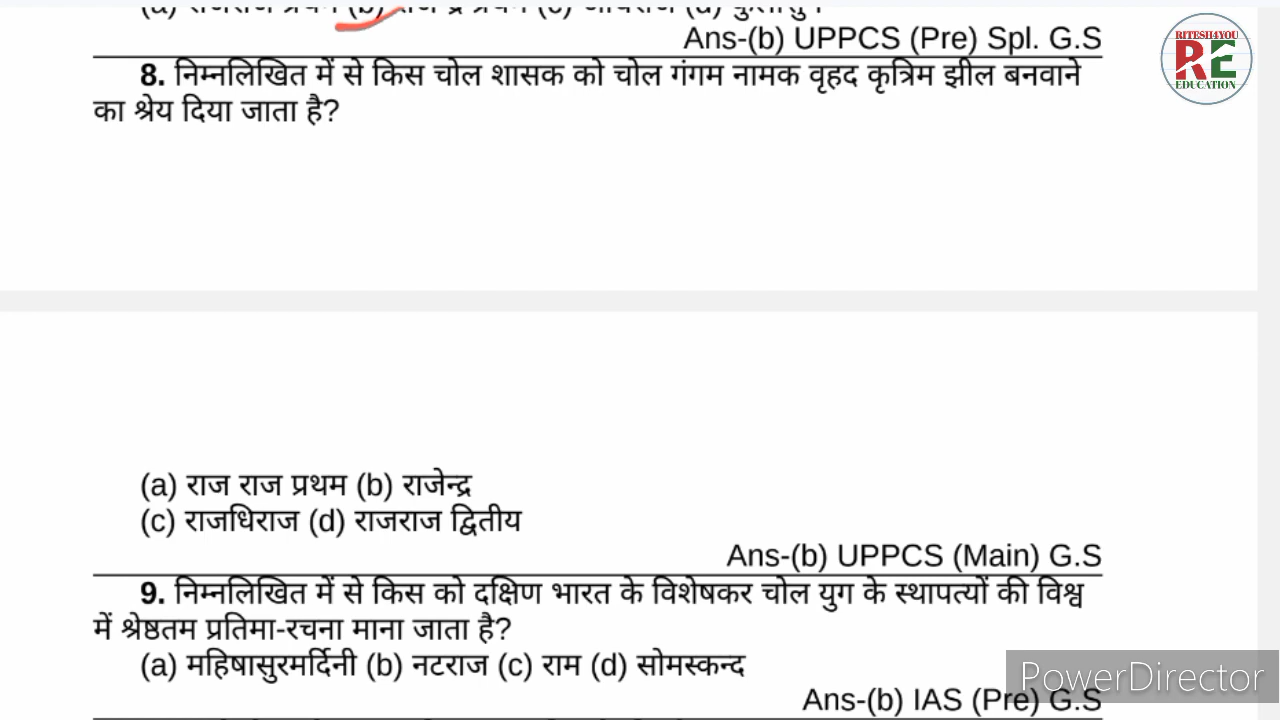 Ans-(b) UPPCS (Pre) Spl. G.S
RITESH4YOU
RE
EDUCATION
8. निम्नलिखित में से किस चोल शासक को चोल गंगम नामक वृहद कृत्रिम झील बनवाने
का श्रेय दिया जाता है?
(a) राज राज प्रथम (b) राजेन्द्र
(c) राजधिराज (d) राजराज द्वितीय
Ans-(b) UPPCS (Main) G.S
9. निम्नलिखित में से किस को दक्षिण भारत के विशेषकर चोल युग के स्थापत्यों की विश्व
में श्रेष्ठतम प्रतिमा-रचना माना जाता है?
(a) महिषासुरमर्दिनी (b) नटराज (c) राम (d) सोमस्कन्द
Ans-(b) IAS (Pre) G.S
PowerDirector